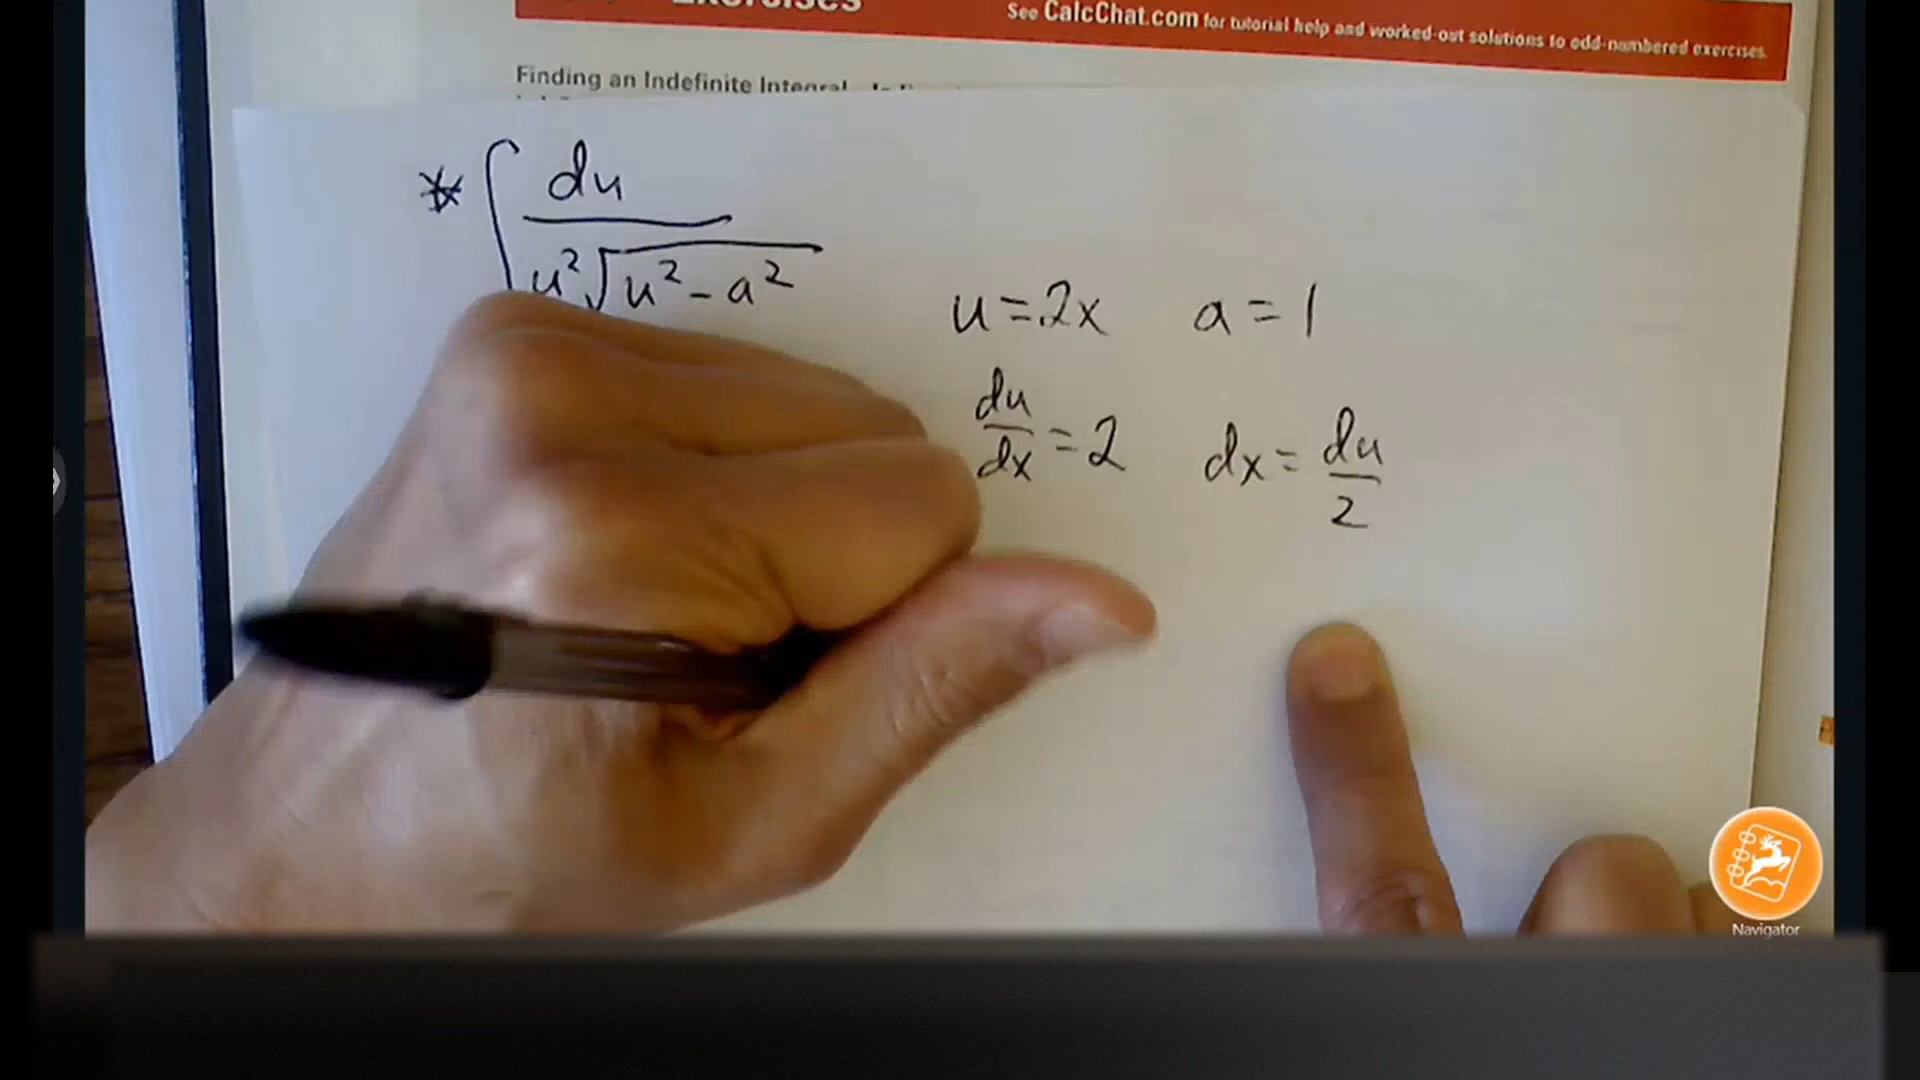 See CalcChat.com for tutorial help and worked-out solutions to odd-numbered exercises.
Finding an Indefinite Integral
* ∫ du / u²√(u² - a²)
u = 2x a = 1
du/dx = 2 dx = du/2
Navigator